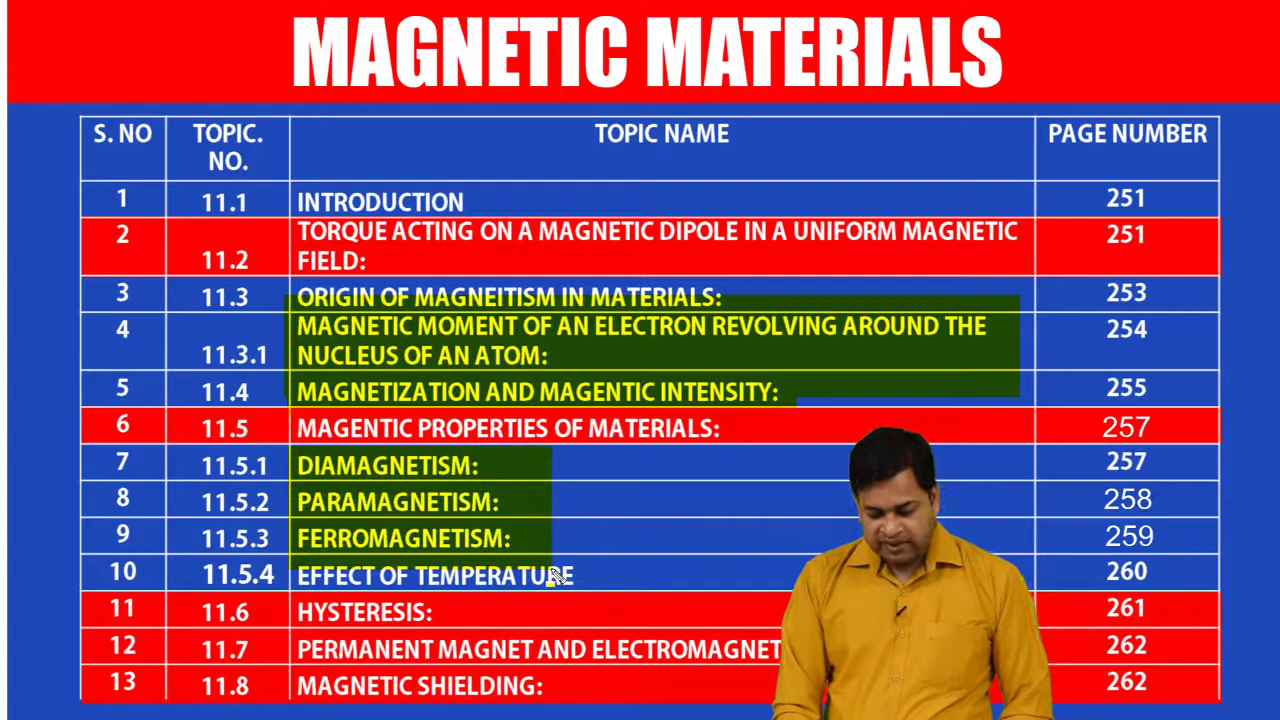 MAGNETIC MATERIALS
S. NO TOPIC. NO. TOPIC NAME PAGE NUMBER
1 11.1 INTRODUCTION 251
2 11.2 TORQUE ACTING ON A MAGNETIC DIPOLE IN A UNIFORM MAGNETIC 251
FIELD:
3 11.3 ORIGIN OF MAGNEITISM IN MATERIALS: 253
4 11.3.1 MAGNETIC MOMENT OF AN ELECTRON REVOLVING AROUND THE 254
NUCLEUS OF AN ATOM:
5 11.4 MAGNETIZATION AND MAGENTIC INTENSITY: 255
6 11.5 MAGENTIC PROPERTIES OF MATERIALS: 257
7 11.5.1 DIAMAGNETISM: 257
8 11.5.2 PARAMAGNETISM: 258
9 11.5.3 FERROMAGNETISM: 259
10 11.5.4 EFFECT OF TEMPERATURE 260
11 11.6 HYSTERESIS: 261
12 11.7 PERMANENT MAGNET AND ELECTROMAGNET 262
13 11.8 MAGNETIC SHIELDING: 262